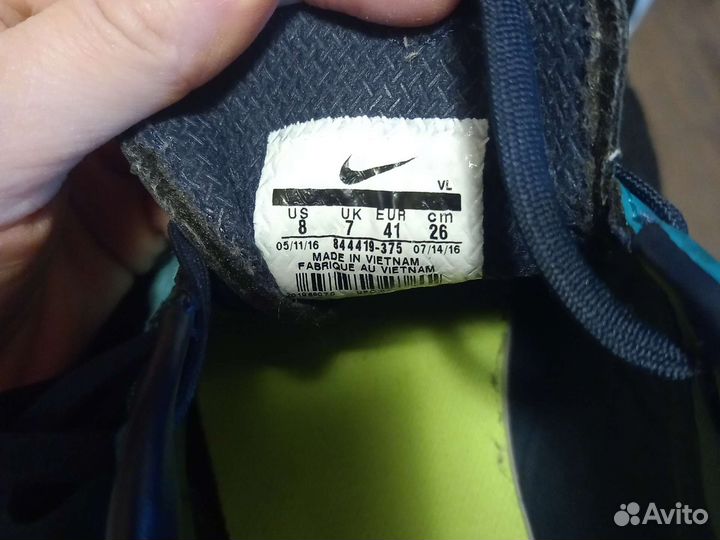 VL
US UK EUR cm
8 7 41 26
05/11/16 844419-375 07/14/16
MADE IN VIETNAM
FABRIQUE AU VIETNAM
Avito